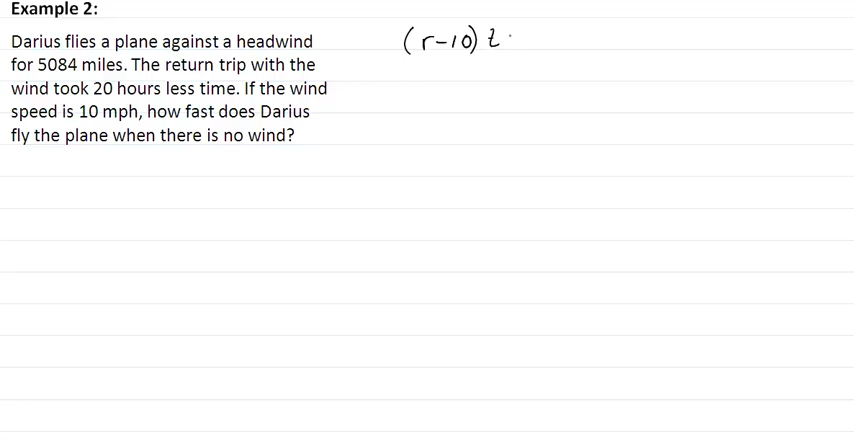 Example 2:
Darius flies a plane against a headwind
for 5084 miles. The return trip with the
wind took 20 hours less time. If the wind
speed is 10 mph, how fast does Darius
fly the plane when there is no wind?
(r-10) t